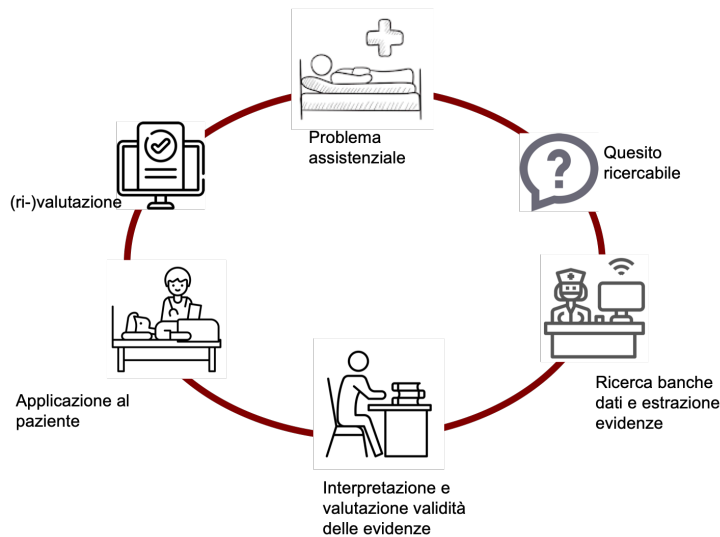 Problema
assistenziale
Quesito
ricercabile
Ricerca banche
dati e estrazione
evidenze
Interpretazione e
valutazione validità
delle evidenze
Applicazione al
paziente
(ri-)valutazione